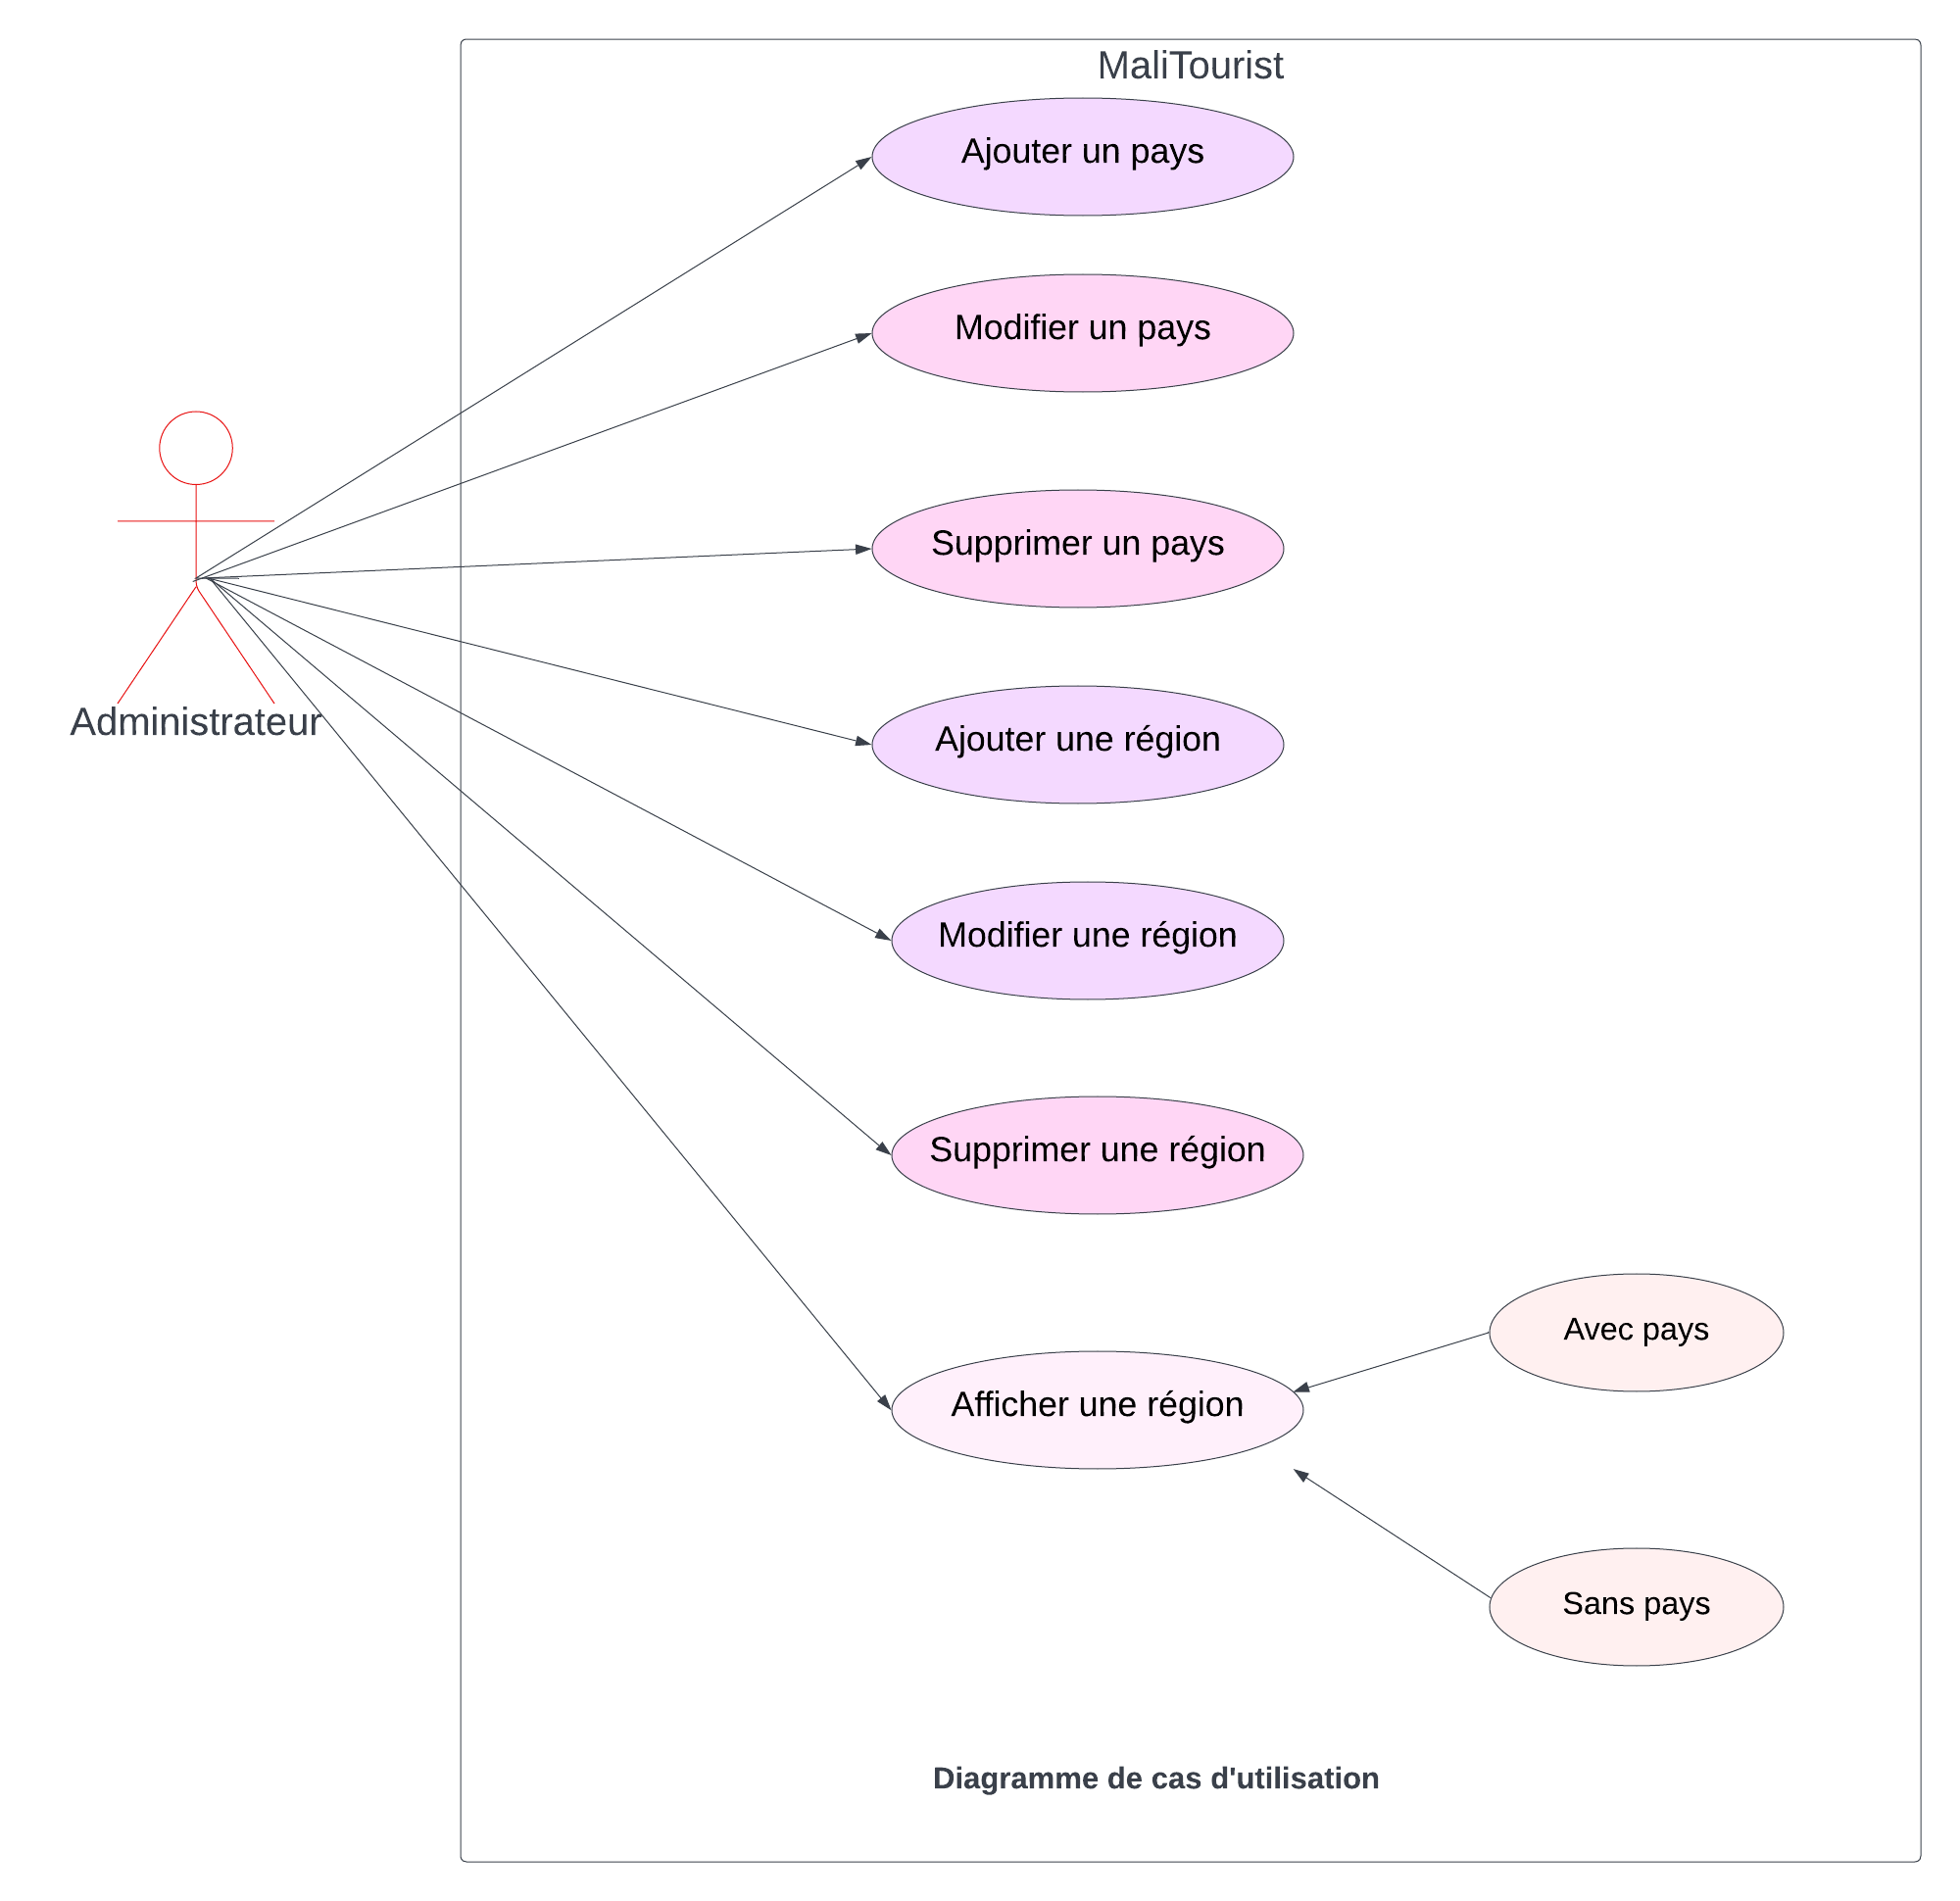 MaliTourist
Ajouter un pays
Modifier un pays
Supprimer un pays
Administrateur
Ajouter une région
Modifier une région
Supprimer une région
Avec pays
Afficher une région
Sans pays
Diagramme de cas d'utilisation